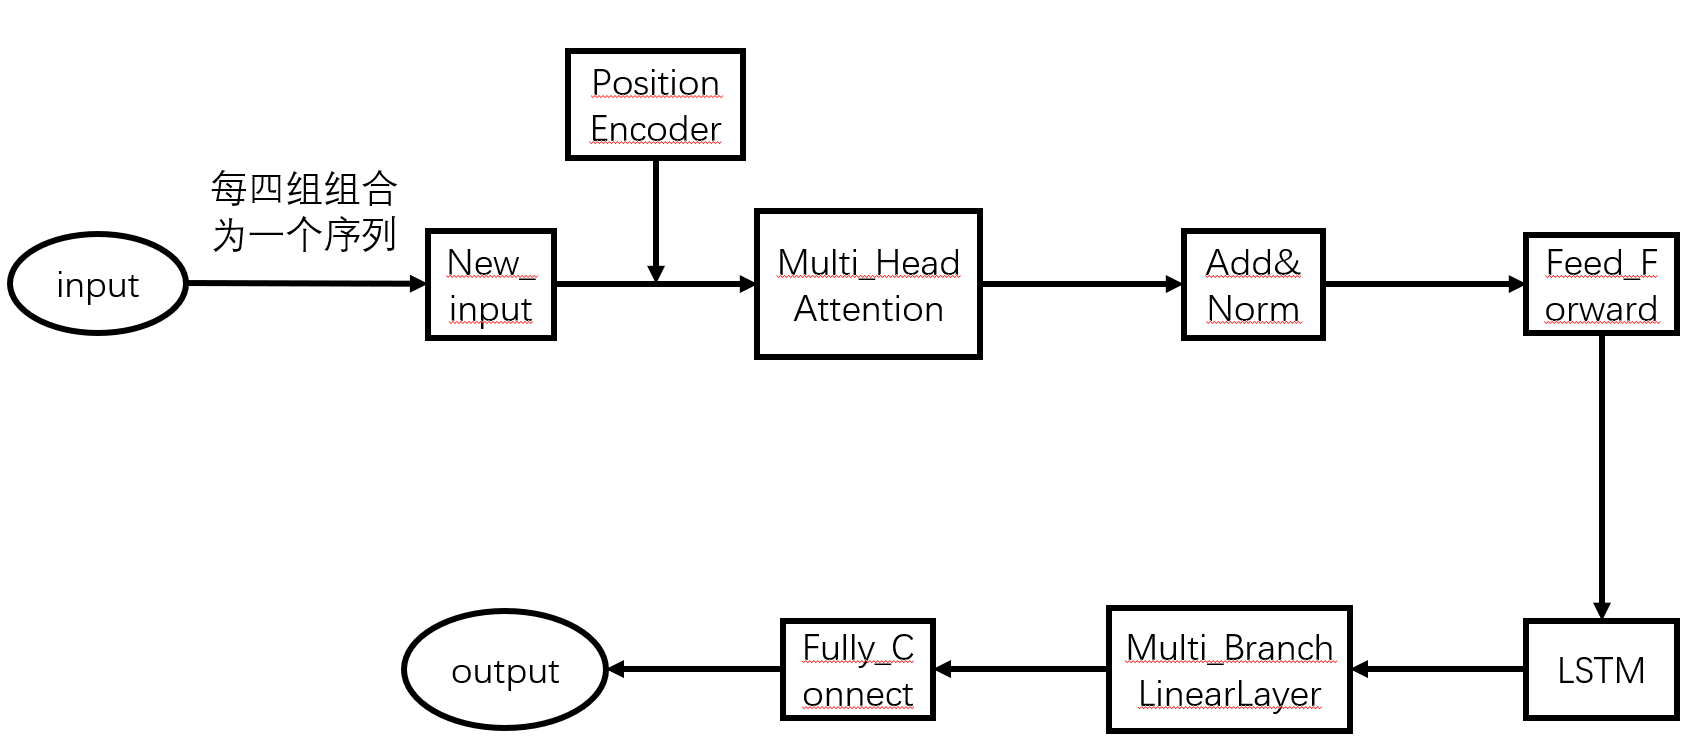 Position
Encoder
每四组组合
为一个序列
input
New_
input
Multi_Head
Attention
Add&
Norm
Feed_F
orward
output
Fully_C
onnect
Multi_Branch
LinearLayer
LSTM